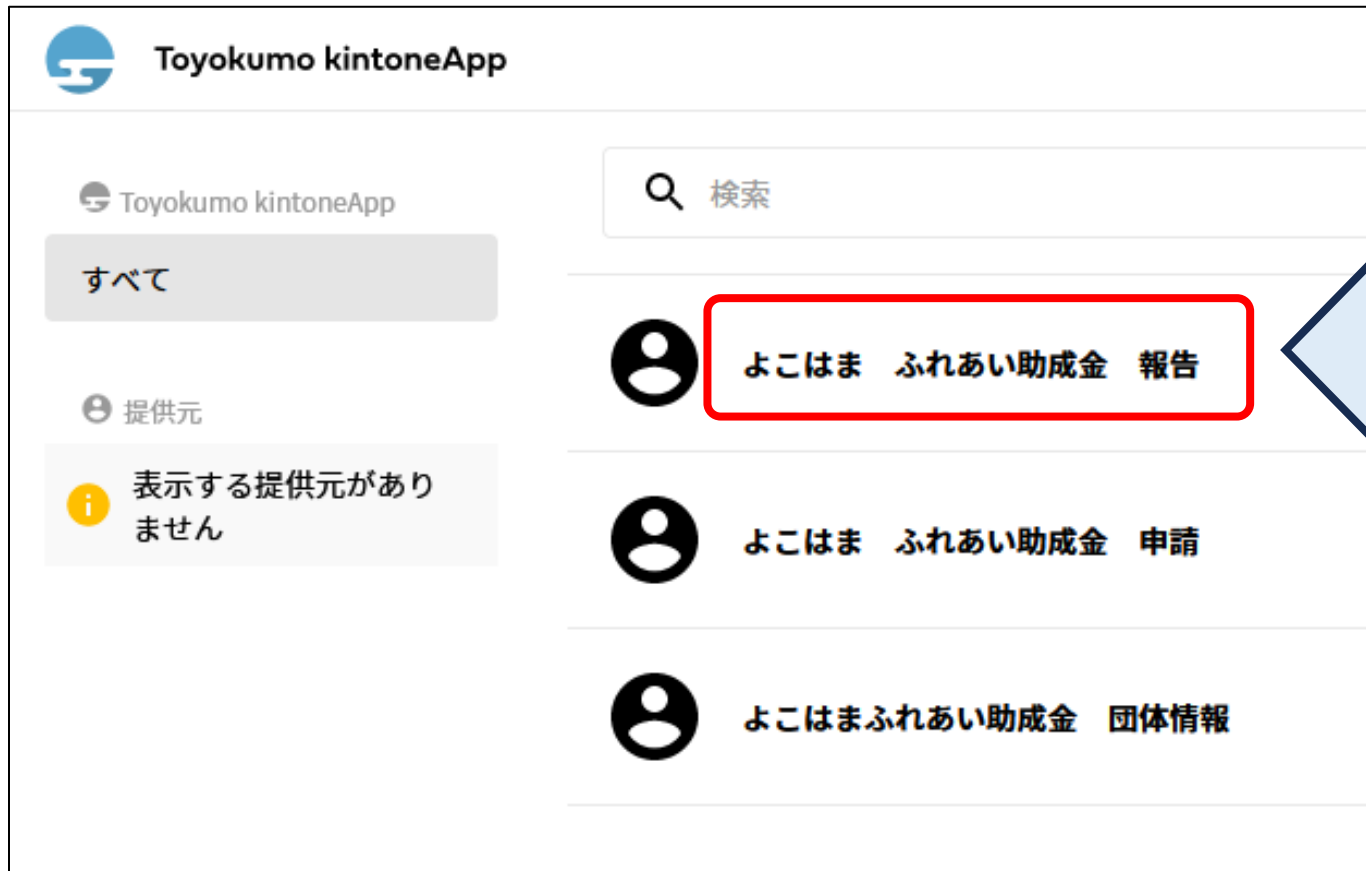 Toyokumo kintoneApp
Toyokumo kintoneApp
すべて
提供元
表示する提供元があり
ません
検索
よこはま　ふれあい助成金　報告
よこはま　ふれあい助成金　申請
よこはまふれあい助成金　団体情報